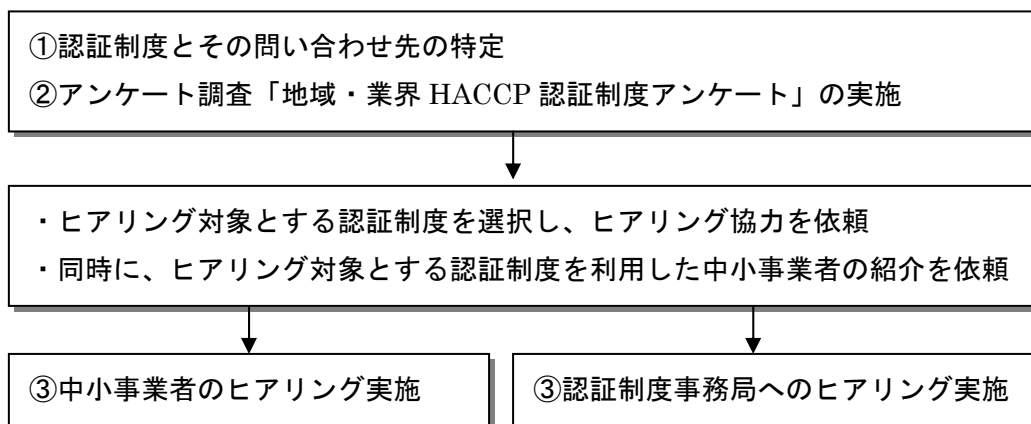 ①認証制度とその問い合わせ先の特定
②アンケート調査「地域・業界 HACCP 認証制度アンケート」の実施
・ヒアリング対象とする認証制度を選択し、ヒアリング協力を依頼
・同時に、ヒアリング対象とする認証制度を利用した中小事業者の紹介を依頼
③中小事業者のヒアリング実施
③認証制度事務局へのヒアリング実施